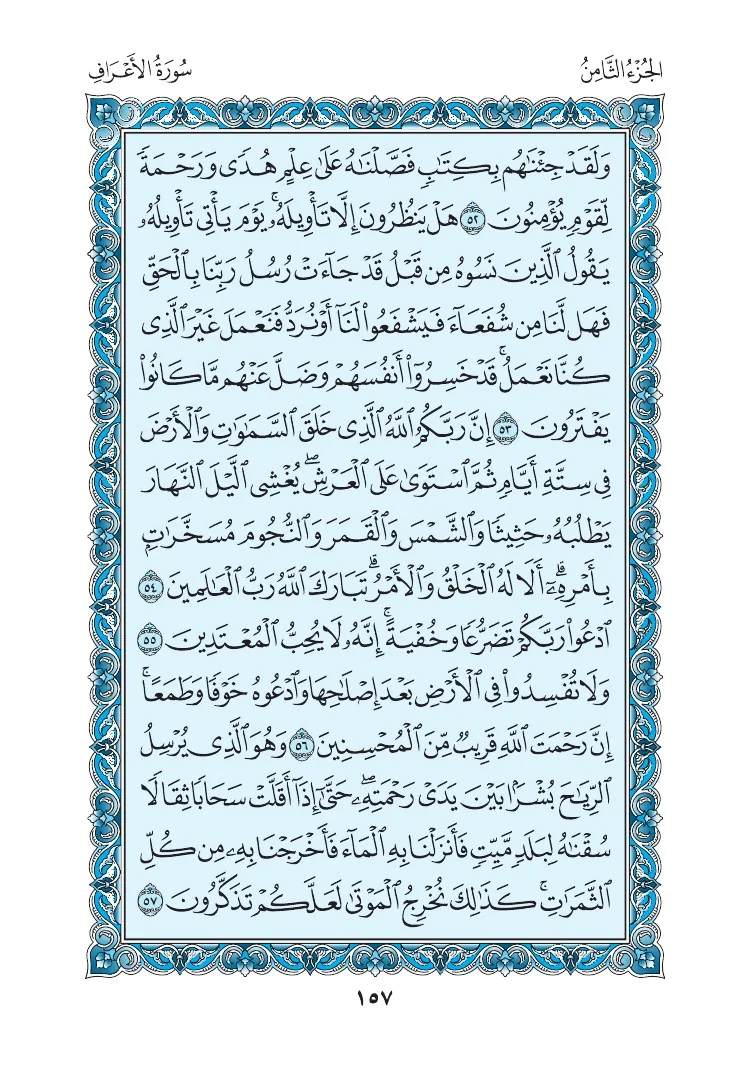 الجُزْءُ الثَّامِنُ
سُورَةُ الأَعْرَافِ
وَلَقَدْ جِئْنَٰهُم بِكِتَٰبٖ فَصَّلْنَٰهُ عَلَىٰ عِلْمٍ هُدٗى وَرَحْمَةٗ
لِّقَوْمٖ يُؤْمِنُونَ ٥٢ هَلْ يَنظُرُونَ إِلَّا تَأْوِيلَهُۥۚ يَوْمَ يَأْتِي تَأْوِيلُهُۥ
يَقُولُ ٱلَّذِينَ نَسُوهُ مِن قَبْلُ قَدْ جَآءَتْ رُسُلُ رَبِّنَا بِٱلْحَقِّ
فَهَل لَّنَا مِن شُفَعَآءَ فَيَشْفَعُوا۟ لَنَآ أَوْ نُرَدُّ فَنَعْمَلَ غَيْرَ ٱلَّذِي
كُنَّا نَعْمَلُۚ قَدْ خَسِرُوٓا۟ أَنفُسَهُمْ وَضَلَّ عَنْهُم مَّا كَانُوا۟
يَفْتَرُونَ ٥٣ إِنَّ رَبَّكُمُ ٱللَّهُ ٱلَّذِي خَلَقَ ٱلسَّمَٰوَٰتِ وَٱلْأَرْضَ
فِي سِتَّةِ أَيَّامٖ ثُمَّ ٱسْتَوَىٰ عَلَى ٱلْعَرْشِۖ يُغْشِي ٱلَّيْلَ ٱلنَّهَارَ
يَطْلُبُهُۥ حَثِيثٗا وَٱلشَّمْسَ وَٱلْقَمَرَ وَٱلنُّجُومَ مُسَخَّرَٰتِۭ
بِأَمْرِهِۦٓۗ أَلَا لَهُ ٱلْخَلْقُ وَٱلْأَمْرُۗ تَبَارَكَ ٱللَّهُ رَبُّ ٱلْعَٰلَمِينَ ٥٤
ٱدْعُوا۟ رَبَّكُمْ تَضَرُّعٗا وَخُفْيَةًۚ إِنَّهُۥ لَا يُحِبُّ ٱلْمُعْتَدِينَ ٥٥
وَلَا تُفْسِدُوا۟ فِي ٱلْأَرْضِ بَعْدَ إِصْلَٰحِهَا وَٱدْعُوهُ خَوْفٗا وَطَمَعًاۚ
إِنَّ رَحْمَتَ ٱللَّهِ قَرِيبٞ مِّنَ ٱلْمُحْسِنِينَ ٥٦ وَهُوَ ٱلَّذِي يُرْسِلُ
ٱلرِّيَٰحَ بُشْرَۢا بَيْنَ يَدَيْ رَحْمَتِهِۦۖ حَتَّىٰٓ إِذَآ أَقَلَّتْ سَحَابٗا ثِقَالٗا
سُقْنَٰهُ لِبَلَدٖ مَّيِّتٖ فَأَنزَلْنَا بِهِ ٱلْمَآءَ فَأَخْرَجْنَا بِهِۦ مِن كُلِّ
ٱلثَّمَرَٰتِۚ كَذَٰلِكَ نُخْرِجُ ٱلْمَوْتَىٰ لَعَلَّكُمْ تَذَكَّرُونَ ٥٧
١٥٧